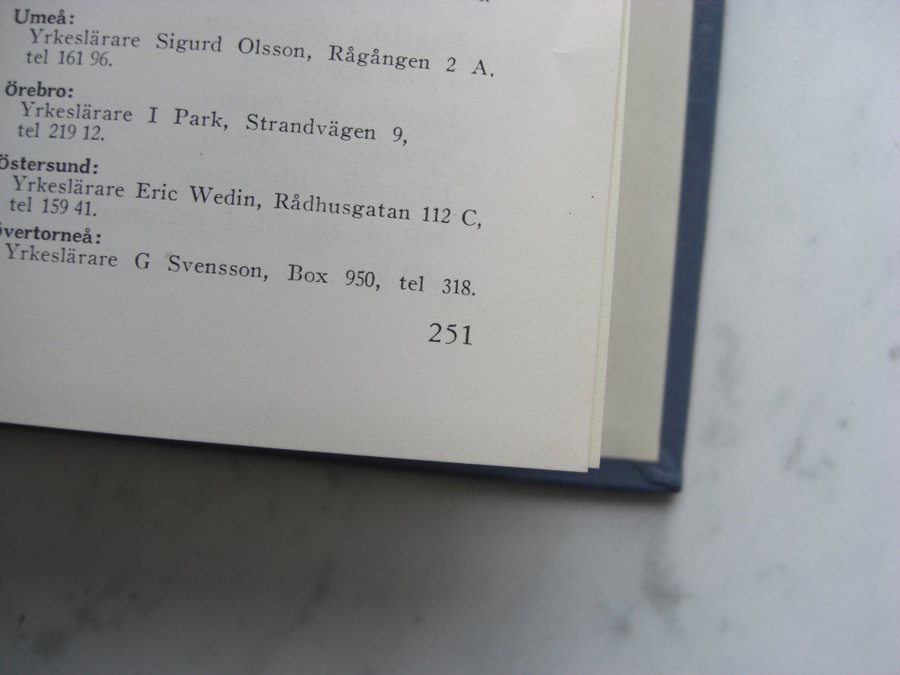 Umeå:
Yrkeslärare Sigurd Olsson, Rågången 2 A,
tel 161 96.
Örebro:
Yrkeslärare I Park, Strandvägen 9,
tel 219 12.
Östersund:
Yrkeslärare Eric Wedin, Rådhusgatan 112 C,
tel 159 41.
vertorneå:
Yrkeslärare G Svensson, Box 950, tel 318.
251